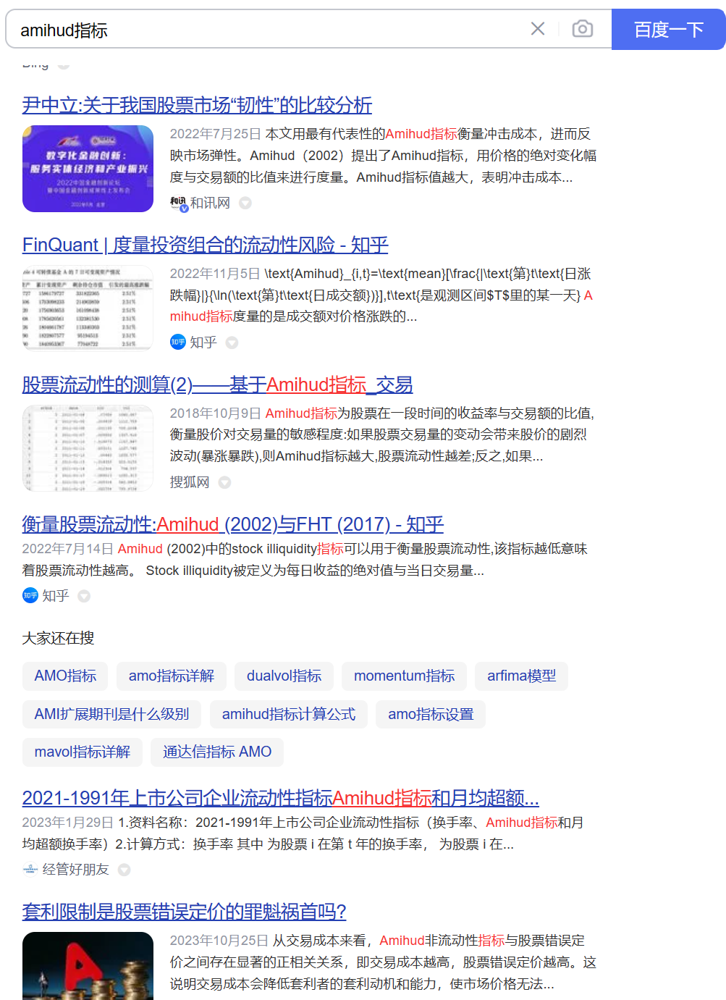 amihud指标
百度一下
尹中立:关于我国股票市场“韧性”的比较分析
数字化金融创新：
服务实体经济和产业振兴
2022中国金融创新论坛
2022年7月25日 本文用最有代表性的Amihud指标衡量冲击成本，进而反
映市场弹性。Amihud（2002）提出了Amihud指标，用价格的绝对变化幅
度与交易额的比值来进行度量。Amihud指标值越大，表明冲击成本...
和讯网
FinQuant | 度量投资组合的流动性风险 - 知乎
2022年11月5日 \text{Amihud}_{i,t}=\text{mean}[\frac{|\text{第}t\text{日涨
跌幅}|}{\ln(\text{第}t\text{日成交额})}],t\text{是观测区间$T$里的某一天} A
mihud指标度量的是成交额对价格涨跌的...
知乎 知乎
股票流动性的测算(2)——基于Amihud指标_交易
2018年10月9日 Amihud指标为股票在一段时间的收益率与交易额的比值,
衡量股价对交易量的敏感程度:如果股票交易量的变动会带来股价的剧烈
波动(暴涨暴跌),则Amihud指标越大,股票流动性越差;反之,如果...
搜狐网
衡量股票流动性:Amihud (2002)与FHT (2017) - 知乎
2022年7月14日 Amihud (2002)中的stock illiquidity指标可以用于衡量股票流动性,该指标越低意味
着股票流动性越高。 Stock illiquidity被定义为每日收益的绝对值与当日交易量...
知乎 知乎
大家还在搜
AMO指标 amo指标详解 dualvol指标 momentum指标 arfima模型
AMI扩展期刊是什么级别 amihud指标计算公式 amo指标设置
mavol指标详解 通达信指标 AMO
2021-1991年上市公司企业流动性指标Amihud指标和月均超额...
2023年1月29日 1.资料名称：2021-1991年上市公司企业流动性指标（换手率、Amihud指标和月
均超额换手率）2.计算方式：换手率 其中 为股票 i 在第 t 年的换手率， 为股票 i 在...
经管好朋友
套利限制是股票错误定价的罪魁祸首吗?
2023年10月25日 从交易成本来看，Amihud非流动性指标与股票错误定
价之间存在显著的正相关关系，即交易成本越高，股票错误定价越高。这
说明交易成本会降低套利者的套利动机和能力，使市场价格无法...